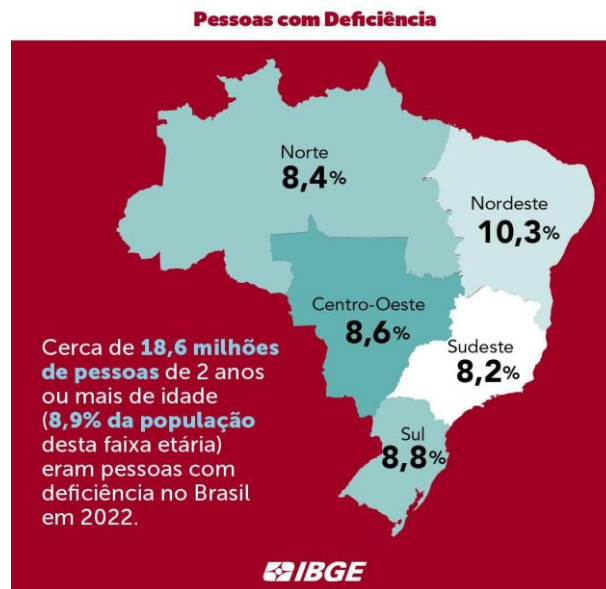 Pessoas com Deficiência
Norte
8,4%
Nordeste
10,3%
Centro-Oeste
8,6%
Sudeste
8,2%
Sul
8,8%
Cerca de 18,6 milhões
de pessoas de 2 anos
ou mais de idade
(8,9% da população
desta faixa etária)
eram pessoas com
deficiência no Brasil
em 2022.
IBGE